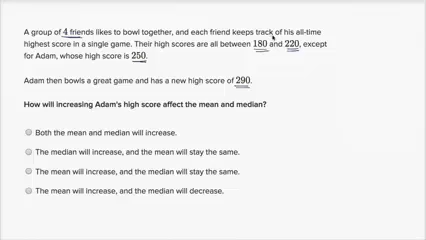 A group of 4 friends likes to bowl together, and each friend keeps track of his all-time
highest score in a single game. Their high scores are all between 180 and 220, except
for Adam, whose high score is 250.
Adam then bowls a great game and has a new high score of 290.
How will increasing Adam's high score affect the mean and median?
Both the mean and median will increase.
The median will increase, and the mean will stay the same.
The mean will increase, and the median will stay the same.
The mean will increase, and the median will decrease.